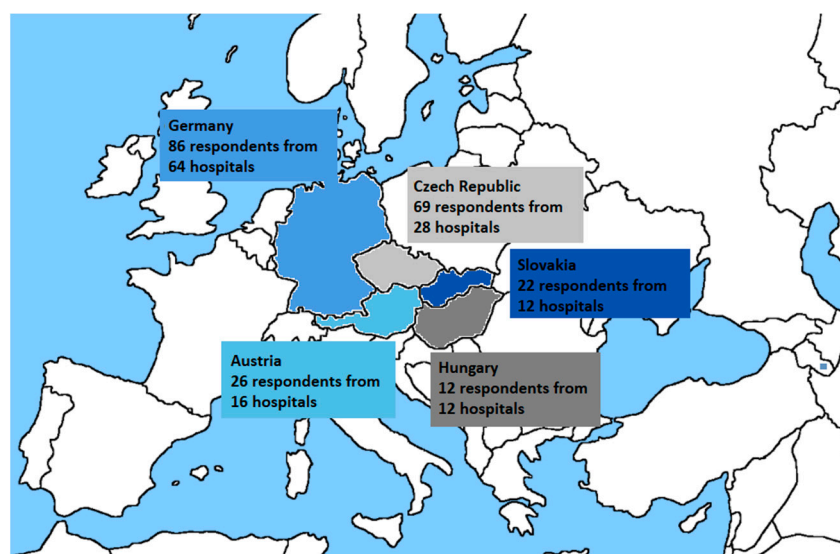 Germany
86 respondents from
64 hospitals
Czech Republic
69 respondents from
28 hospitals
Slovakia
22 respondents from
12 hospitals
Austria
26 respondents from
16 hospitals
Hungary
12 respondents from
12 hospitals